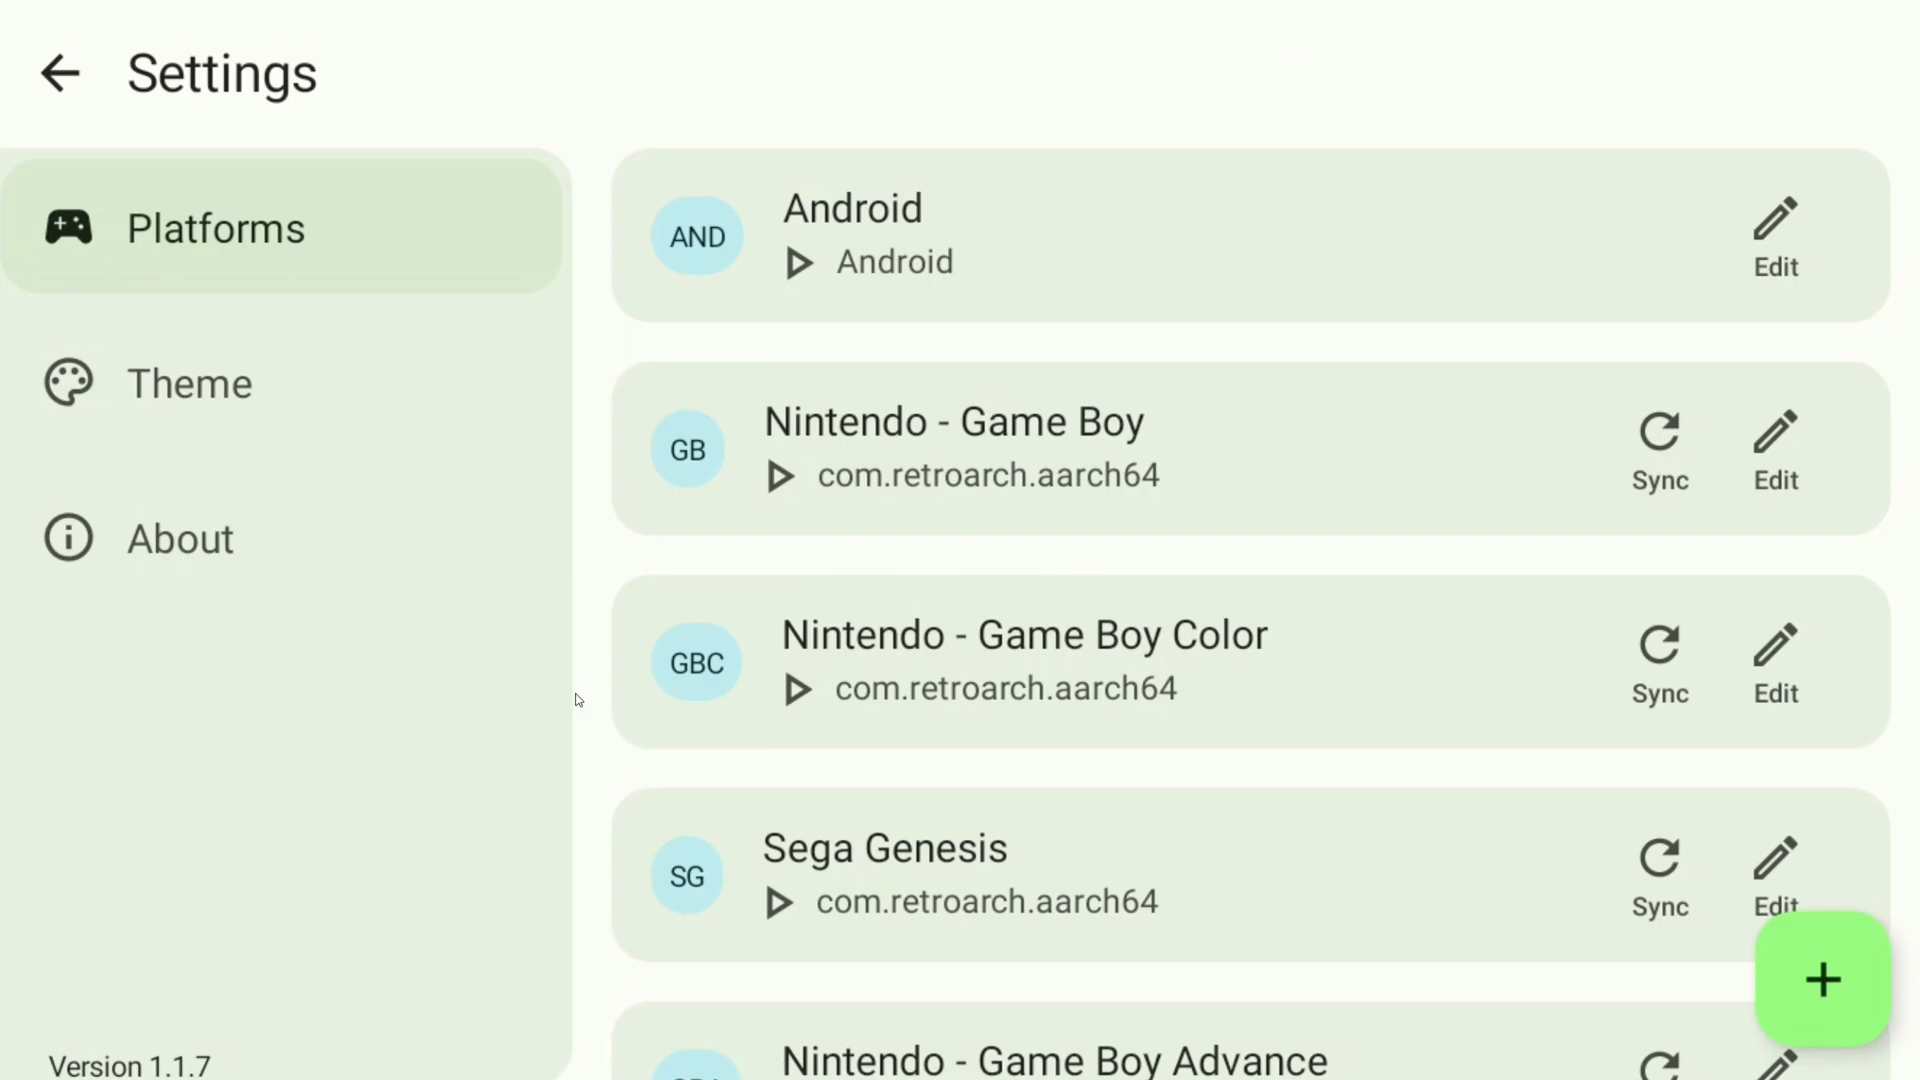 Settings
Platforms
Theme
About
Version 1.1.7
AND
Android
Android
Edit
GB
Nintendo - Game Boy
com.retroarch.aarch64
Sync
Edit
GBC
Nintendo - Game Boy Color
com.retroarch.aarch64
Sync
Edit
SG
Sega Genesis
com.retroarch.aarch64
Sync
Edit
Nintendo - Game Boy Advance